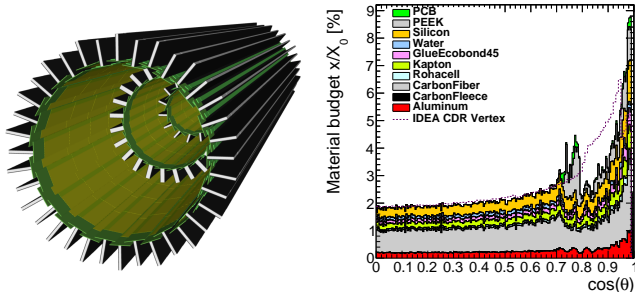 Material budget x/X0 [%]
9
8
7
6
5
4
3
2
1
0
PCB
PEEK
Silicon
Water
GlueEcobond45
Kapton
Rohacell
CarbonFiber
CarbonFleece
Aluminum
IDEA CDR Vertex
0 0.1 0.2 0.3 0.4 0.5 0.6 0.7 0.8 0.9 1
cos(θ)